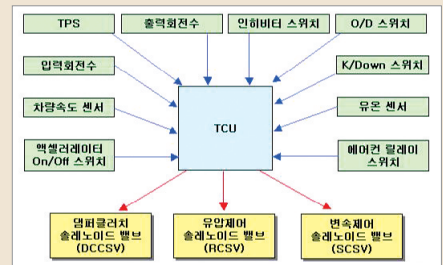 TPS
출력회전수
인히비터 스위치
O/D 스위치
입력회전수
K/Down 스위치
차량속도 센서
TCU
유온 센서
액셀러레이터
On/Off 스위치
에어컨 릴레이
스위치
댐퍼클러치
솔레노이드 밸브
(DCCSV)
유압제어
솔레노이드 밸브
(RCSV)
변속제어
솔레노이드 밸브
(SCSV)